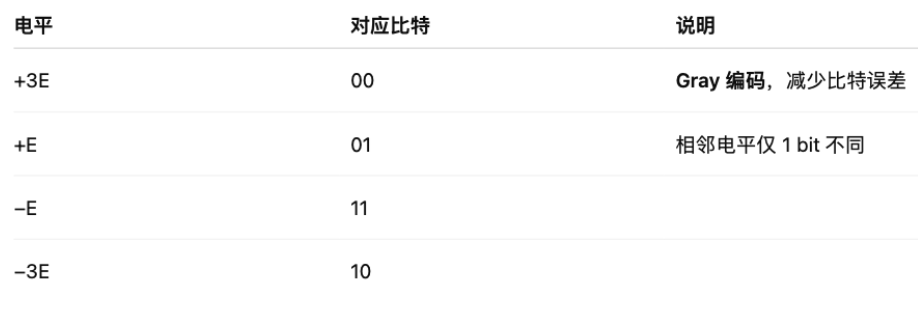 电平 对应比特 说明
+3E 00 Gray 编码，减少比特误差
+E 01 相邻电平仅 1 bit 不同
−E 11
−3E 10